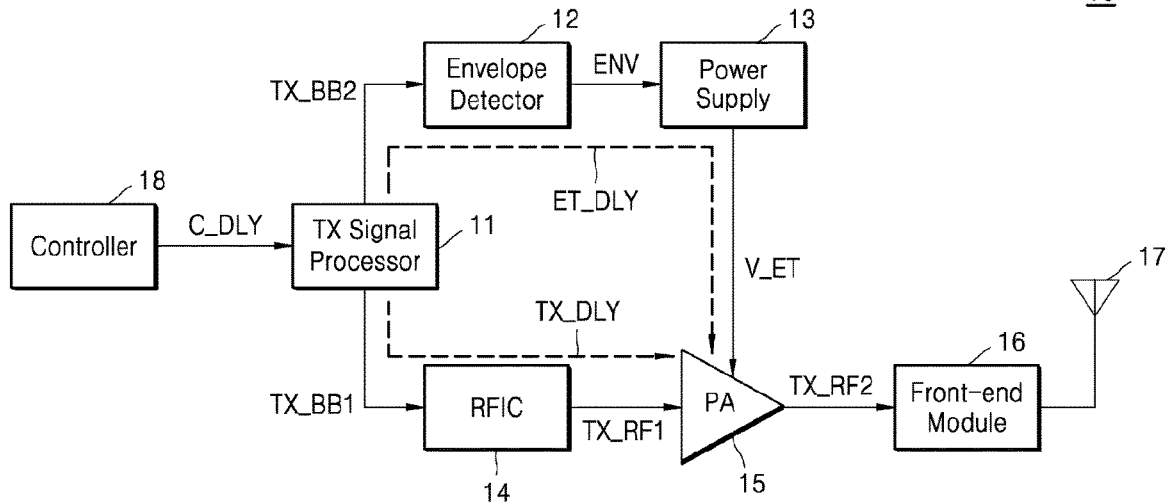 12
13
Envelope
Detector
ENV
Power
Supply
TX_BB2
18
ET_DLY
Controller
C_DLY
TX Signal
Processor
11
V_ET
17
TX_DLY
16
TX_BB1
RFIC
TX_RF1
PA
TX_RF2
Front-end
Module
14
15